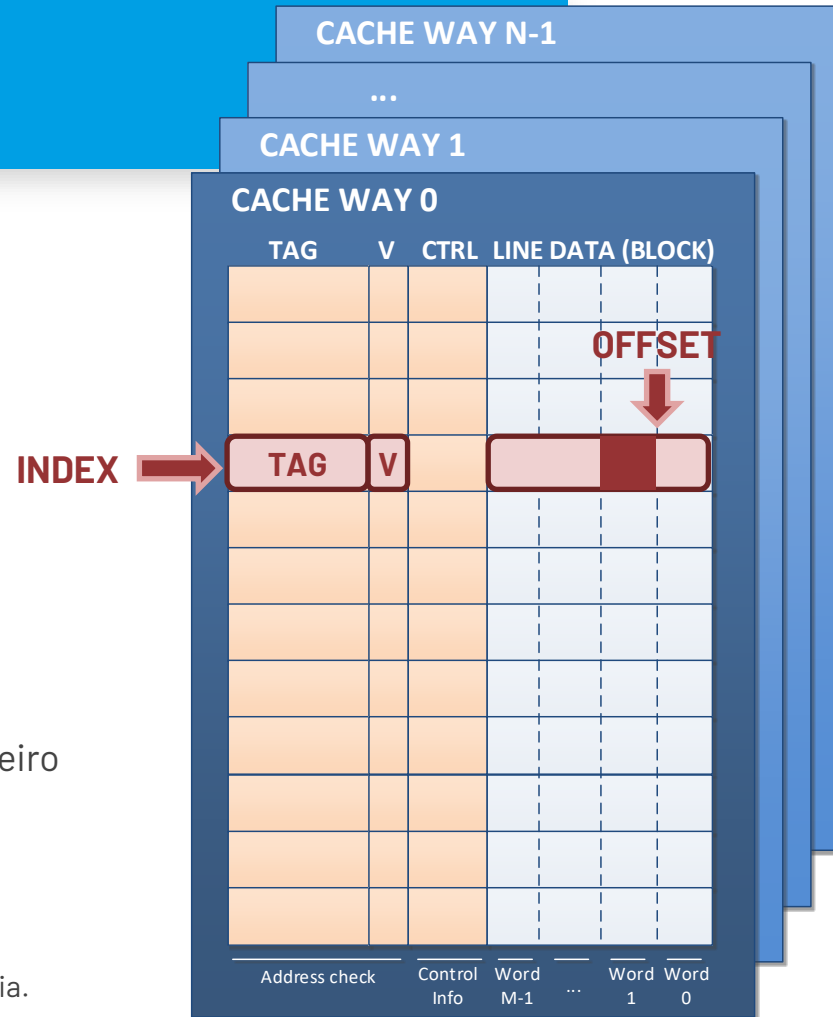 CACHE WAY N-1
...
CACHE WAY 1
CACHE WAY 0
TAG V CTRL LINE DATA (BLOCK)
OFFSET
INDEX TAG V
eiro
ia.
Address check Control Info Word M-1 ... Word 1 Word 0